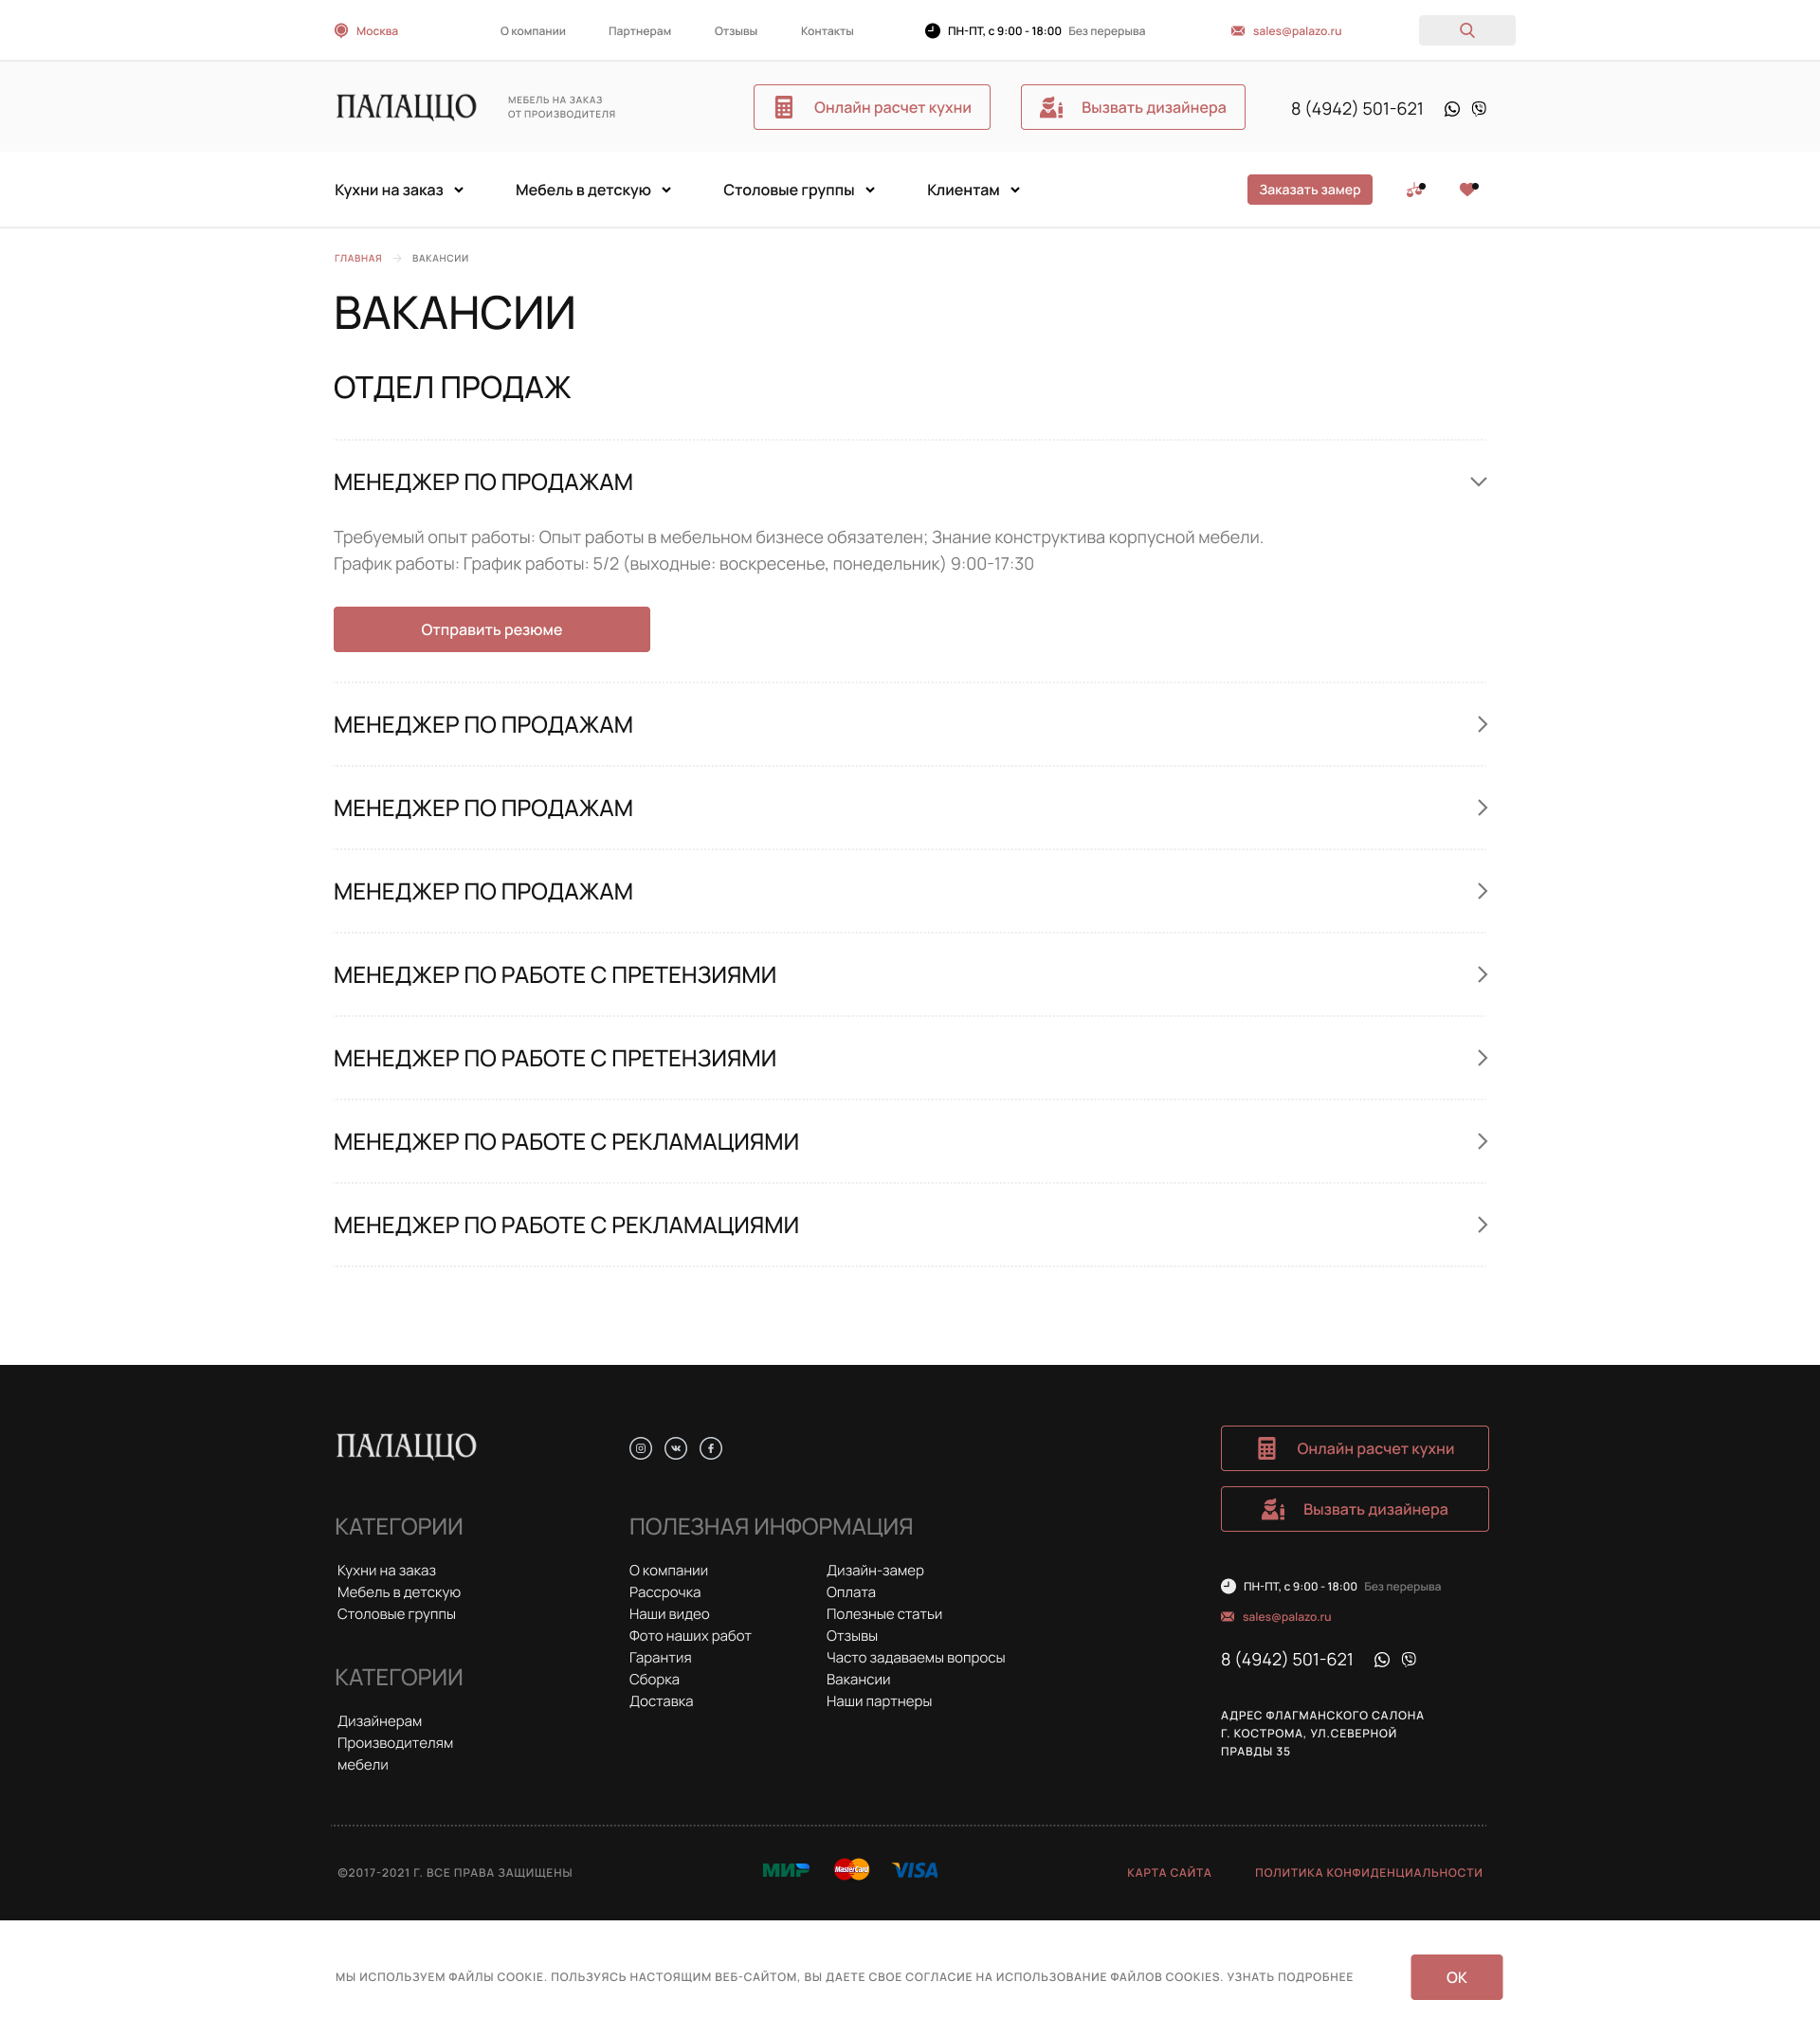 Москва
О компании
Партнерам
Отзывы
Контакты
ПН-ПТ, с 9:00 - 18:00 Без перерыва
sales@palazo.ru
ПАЛАЦЦО
МЕБЕЛЬ НА ЗАКАЗ
ОТ ПРОИЗВОДИТЕЛЯ
Онлайн расчет кухни
Вызвать дизайнера
8 (4942) 501-621
Кухни на заказ
Мебель в детскую
Столовые группы
Клиентам
Заказать замер
ГЛАВНАЯ
ВАКАНСИИ
ВАКАНСИИ
ОТДЕЛ ПРОДАЖ
МЕНЕДЖЕР ПО ПРОДАЖАМ
Требуемый опыт работы: Опыт работы в мебельном бизнесе обязателен; Знание конструктива корпусной мебели.
График работы: График работы: 5/2 (выходные: воскресенье, понедельник) 9:00-17:30
Отправить резюме
МЕНЕДЖЕР ПО ПРОДАЖАМ
МЕНЕДЖЕР ПО ПРОДАЖАМ
МЕНЕДЖЕР ПО ПРОДАЖАМ
МЕНЕДЖЕР ПО РАБОТЕ С ПРЕТЕНЗИЯМИ
МЕНЕДЖЕР ПО РАБОТЕ С ПРЕТЕНЗИЯМИ
МЕНЕДЖЕР ПО РАБОТЕ С РЕКЛАМАЦИЯМИ
МЕНЕДЖЕР ПО РАБОТЕ С РЕКЛАМАЦИЯМИ
ПАЛАЦЦО
КАТЕГОРИИ
Кухни на заказ
Мебель в детскую
Столовые группы
КАТЕГОРИИ
Дизайнерам
Производителям
мебели
ПОЛЕЗНАЯ ИНФОРМАЦИЯ
О компании
Рассрочка
Наши видео
Фото наших работ
Гарантия
Сборка
Доставка
Дизайн-замер
Оплата
Полезные статьи
Отзывы
Часто задаваемы вопросы
Вакансии
Наши партнеры
Онлайн расчет кухни
Вызвать дизайнера
ПН-ПТ, с 9:00 - 18:00 Без перерыва
sales@palazo.ru
8 (4942) 501-621
АДРЕС ФЛАГМАНСКОГО САЛОНА
Г. КОСТРОМА, УЛ.СЕВЕРНОЙ
ПРАВДЫ 35
©2017-2021 Г. ВСЕ ПРАВА ЗАЩИЩЕНЫ
МИР
MasterCard
VISA
КАРТА САЙТА
ПОЛИТИКА КОНФИДЕНЦИАЛЬНОСТИ
МЫ ИСПОЛЬЗУЕМ ФАЙЛЫ COOKIE. ПОЛЬЗУЯСЬ НАСТОЯЩИМ ВЕБ-САЙТОМ, ВЫ ДАЕТЕ СВОЕ СОГЛАСИЕ НА ИСПОЛЬЗОВАНИЕ ФАЙЛОВ COOKIES. УЗНАТЬ ПОДРОБНЕЕ
ОК